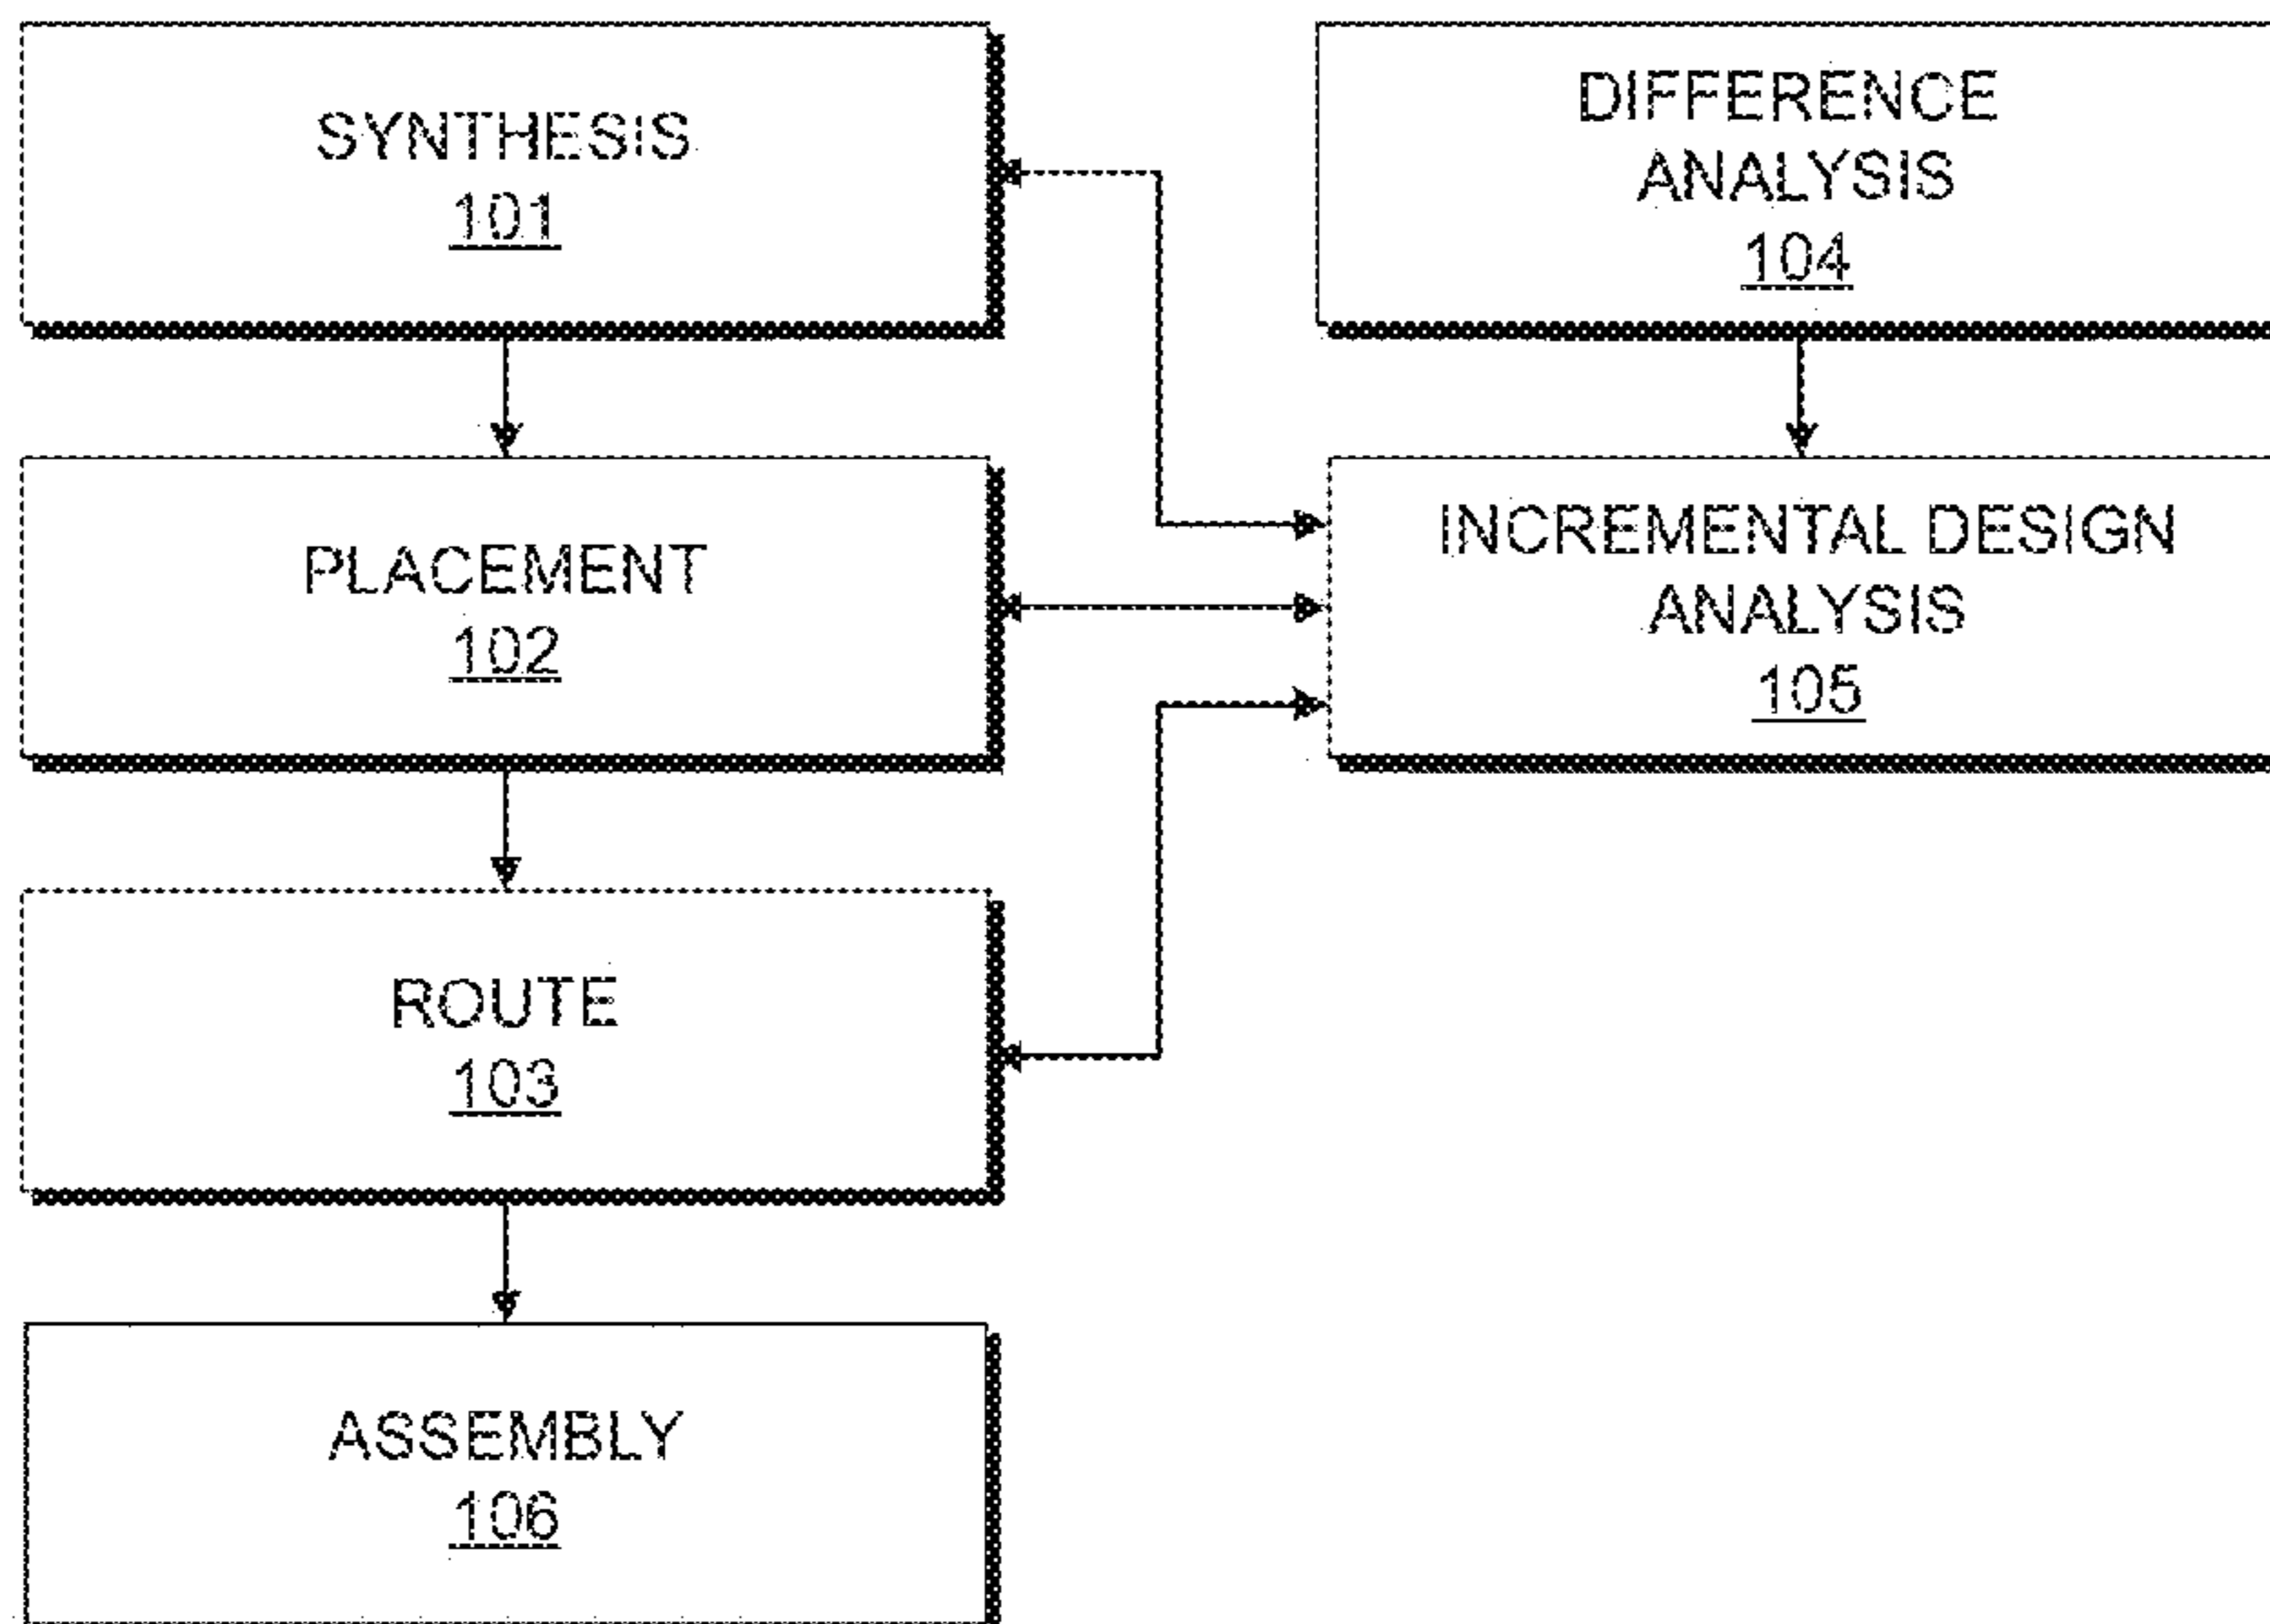 SYNTHESIS
101
DIFFERENCE
ANALYSIS
104
PLACEMENT
102
INCREMENTAL DESIGN
ANALYSIS
105
ROUTE
103
ASSEMBLY
106